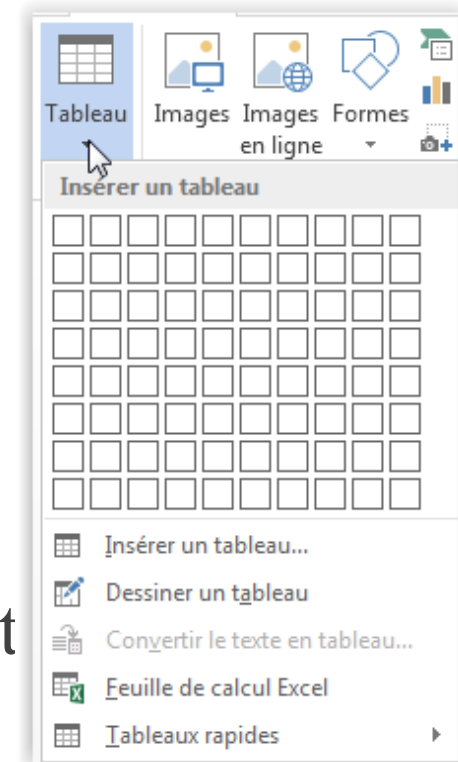 Tableau Images Images Formes
en ligne
Insérer un tableau
Insérer un tableau...
Dessiner un tableau
t
Convertir le texte en tableau...
Feuille de calcul Excel
Tableaux rapides